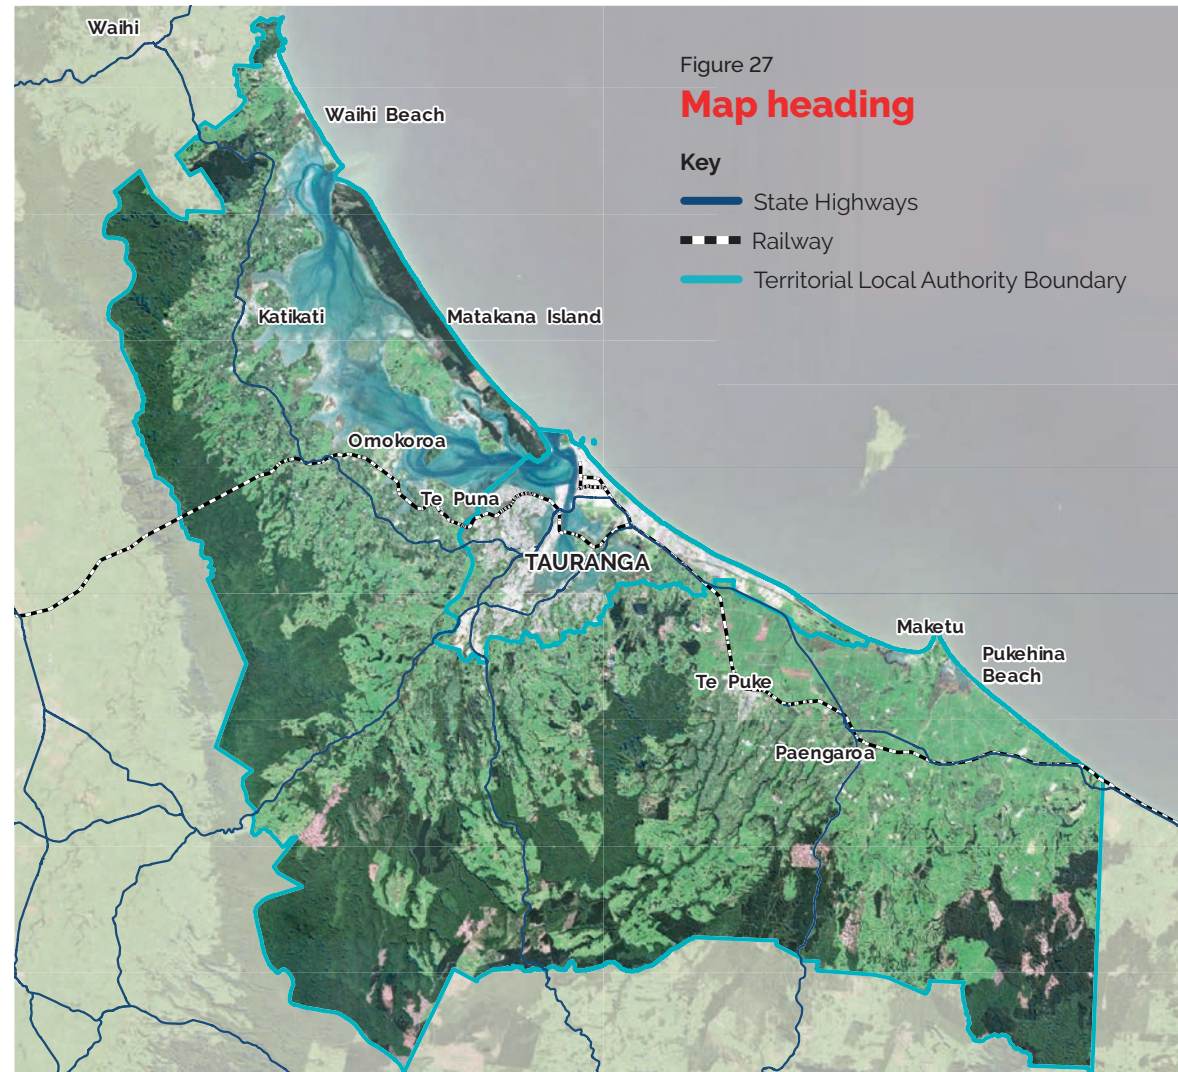 Waihi
Figure 27
Map heading
Waihi Beach
Key
State Highways
Railway
Territorial Local Authority Boundary
Katikati
Matakana Island
Omokoroa
Te Puna
TAURANGA
Maketu
Pukehina
Beach
Te Puke
Paengaroa